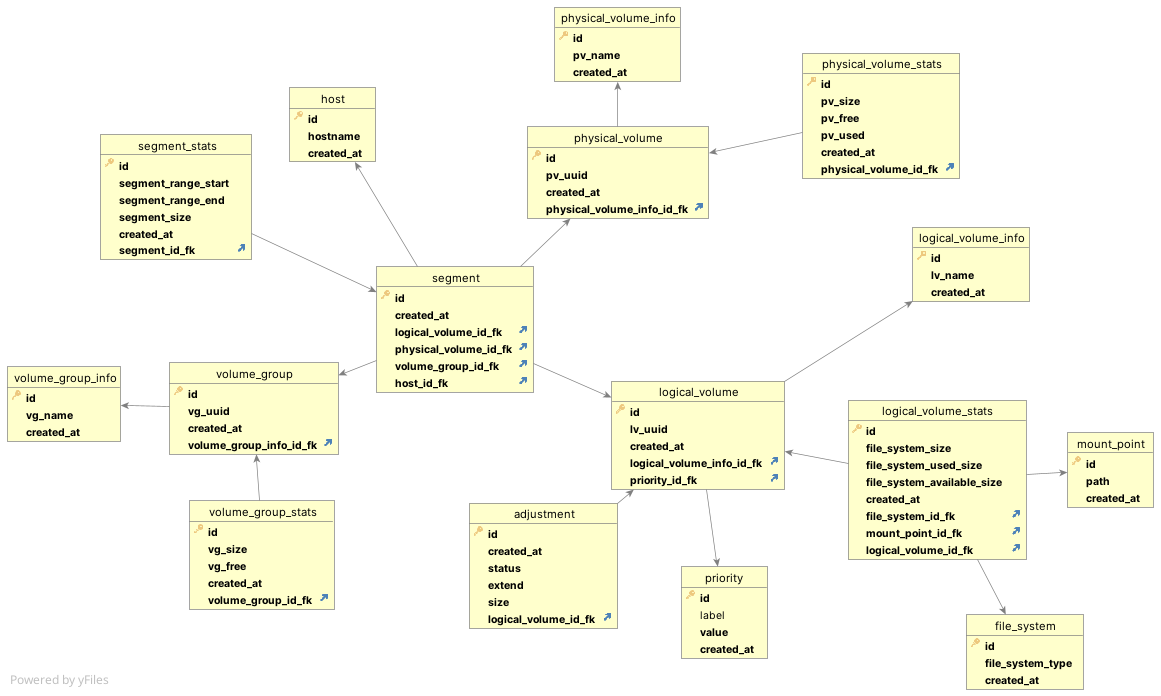 physical_volume_info
id
pv_name
created_at
physical_volume_stats
id
pv_size
pv_free
pv_used
created_at
physical_volume_id_fk
host
id
hostname
created_at
physical_volume
id
pv_uuid
created_at
physical_volume_info_id_fk
segment_stats
id
segment_range_start
segment_range_end
segment_size
created_at
segment_id_fk
logical_volume_info
id
lv_name
created_at
segment
id
created_at
logical_volume_id_fk
physical_volume_id_fk
volume_group_id_fk
host_id_fk
volume_group_info
id
vg_name
created_at
volume_group
id
vg_uuid
created_at
volume_group_info_id_fk
logical_volume
id
lv_uuid
created_at
logical_volume_info_id_fk
priority_id_fk
logical_volume_stats
id
file_system_size
file_system_used_size
file_system_available_size
created_at
file_system_id_fk
mount_point_id_fk
logical_volume_id_fk
mount_point
id
path
created_at
volume_group_stats
id
vg_size
vg_free
created_at
volume_group_id_fk
adjustment
id
created_at
status
extend
size
logical_volume_id_fk
priority
id
label
value
created_at
file_system
id
file_system_type
created_at
Powered by yFiles